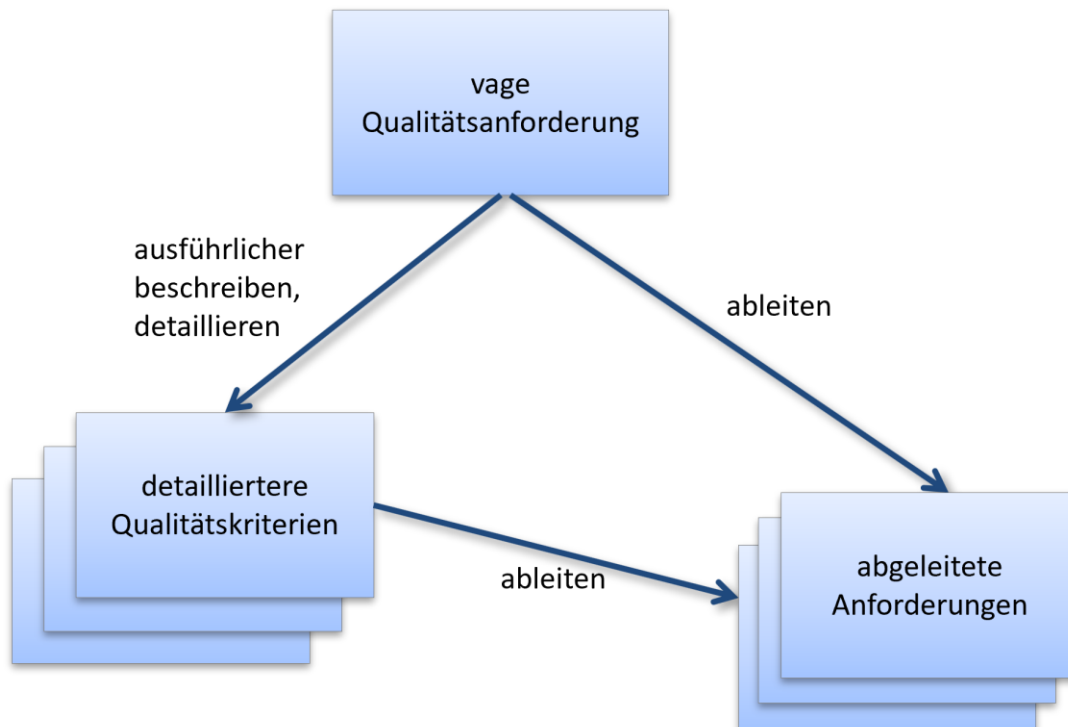 vage
Qualitätsanforderung
ausführlicher
beschreiben,
detaillieren
ableiten
detailliertere
Qualitätskriterien
ableiten
abgeleitete
Anforderungen